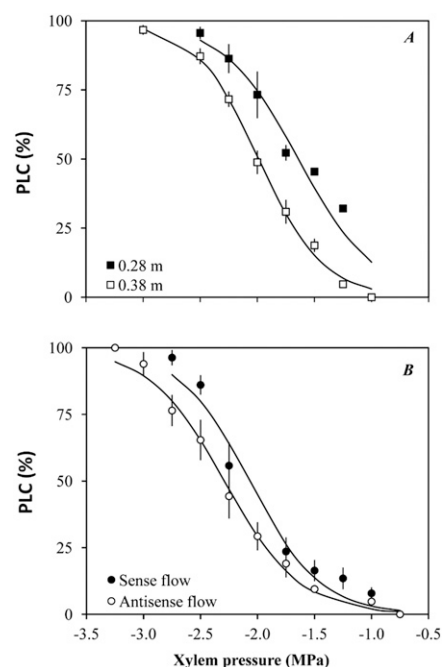 100
A
75
PLC (%)
50
25
0.28 m
0.38 m
0
100
B
75
PLC (%)
50
25
Sense flow
Antisense flow
0
-3.5 -3.0 -2.5 -2.0 -1.5 -1.0 -0.5
Xylem pressure (MPa)